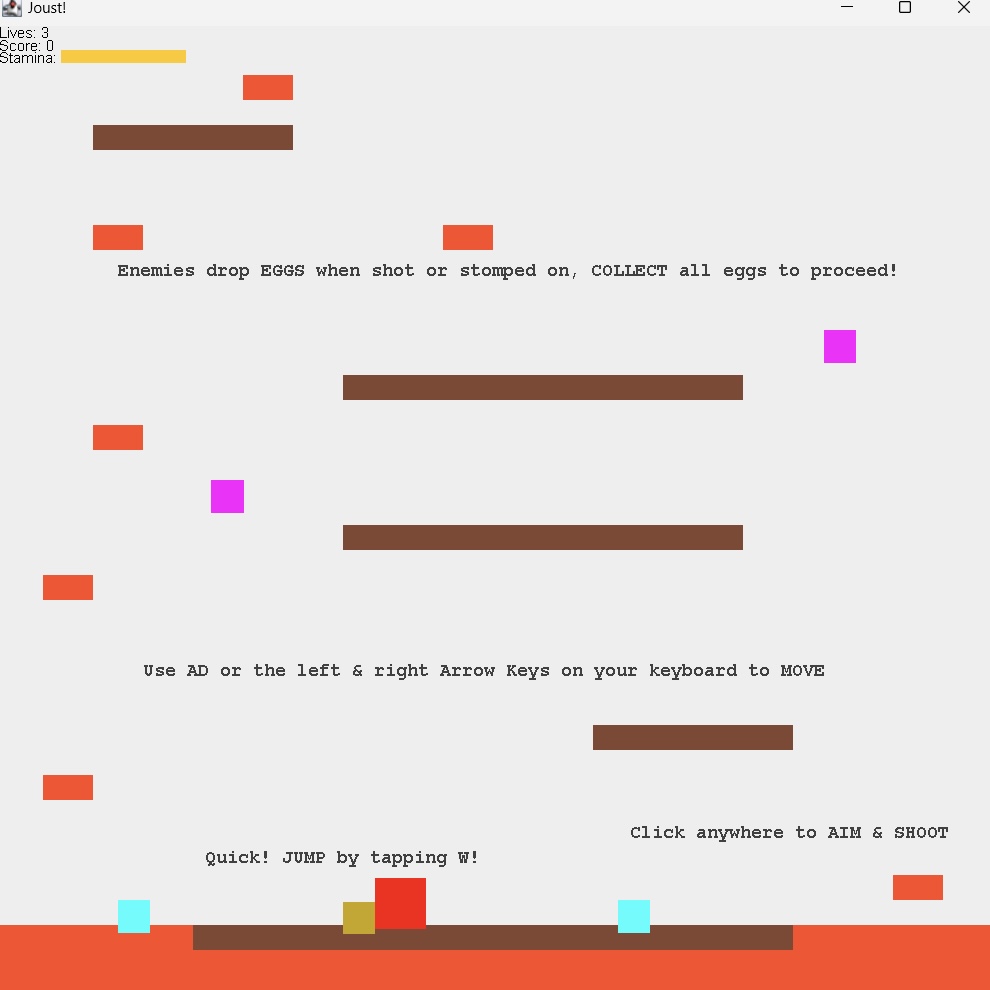 Joust!
Lives: 3
Score: 0
Stamina:
Enemies drop EGGS when shot or stomped on, COLLECT all eggs to proceed!
Use AD or the left & right Arrow Keys on your keyboard to MOVE
Click anywhere to AIM & SHOOT
Quick! JUMP by tapping W!